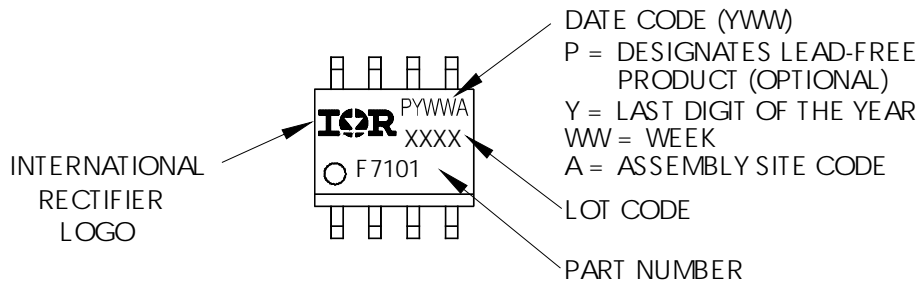 DATE CODE (YWW)
P = DESIGNATES LEAD-FREE
PRODUCT (OPTIONAL)
Y = LAST DIGIT OF THE YEAR
WW = WEEK
A = ASSEMBLY SITE CODE
IOR
PYWWA
XXXX
F7101
INTERNATIONAL
RECTIFIER
LOGO
LOT CODE
PART NUMBER